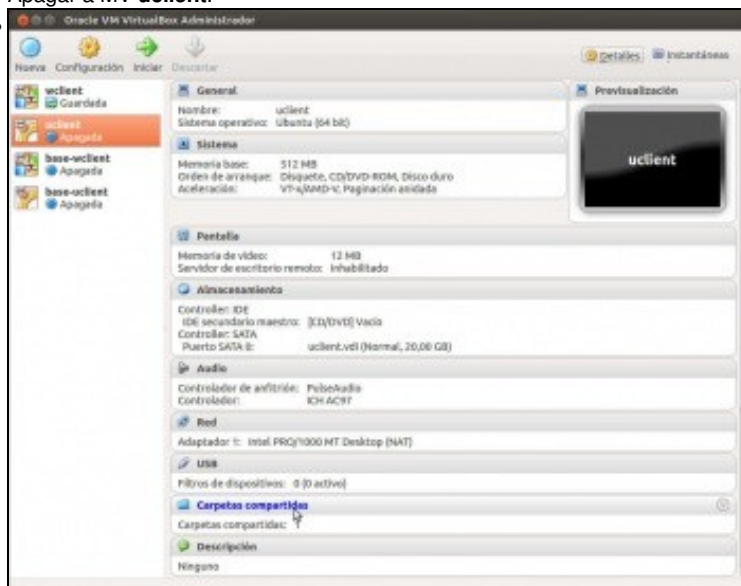 Apagar a MV uclient.
Oracle VM VirtualBox Administrador
Nueva Configuración Iniciar Descartar
Detalles Instantáneas
wclient
Guardada
uclient
Apagada
base-wclient
Apagada
base-uclient
Apagada
General
Nombre: uclient
Sistema operativo: Ubuntu (64 bit)
Sistema
Memoria base: 512 MB
Orden de arranque: Disquete, CD/DVD-ROM, Disco duro
Aceleración: VT-x/AMD-V, Paginación anidada
Previsualización
uclient
Pantalla
Memoria de vídeo: 12 MB
Servidor de escritorio remoto: Inhabilitado
Almacenamiento
Controller: IDE
IDE secundario maestro: [CD/DVD] Vacío
Controller: SATA
Puerto SATA 0: uclient.vdi (Normal, 20,00 GB)
Audio
Controlador de anfitrión: PulseAudio
Controlador: ICH AC97
Red
Adaptador 1: Intel PRO/1000 MT Desktop (NAT)
USB
Filtros de dispositivos: 0 (0 activo)
Carpetas compartidas
Carpetas compartidas: 1
Descripción
Ninguno